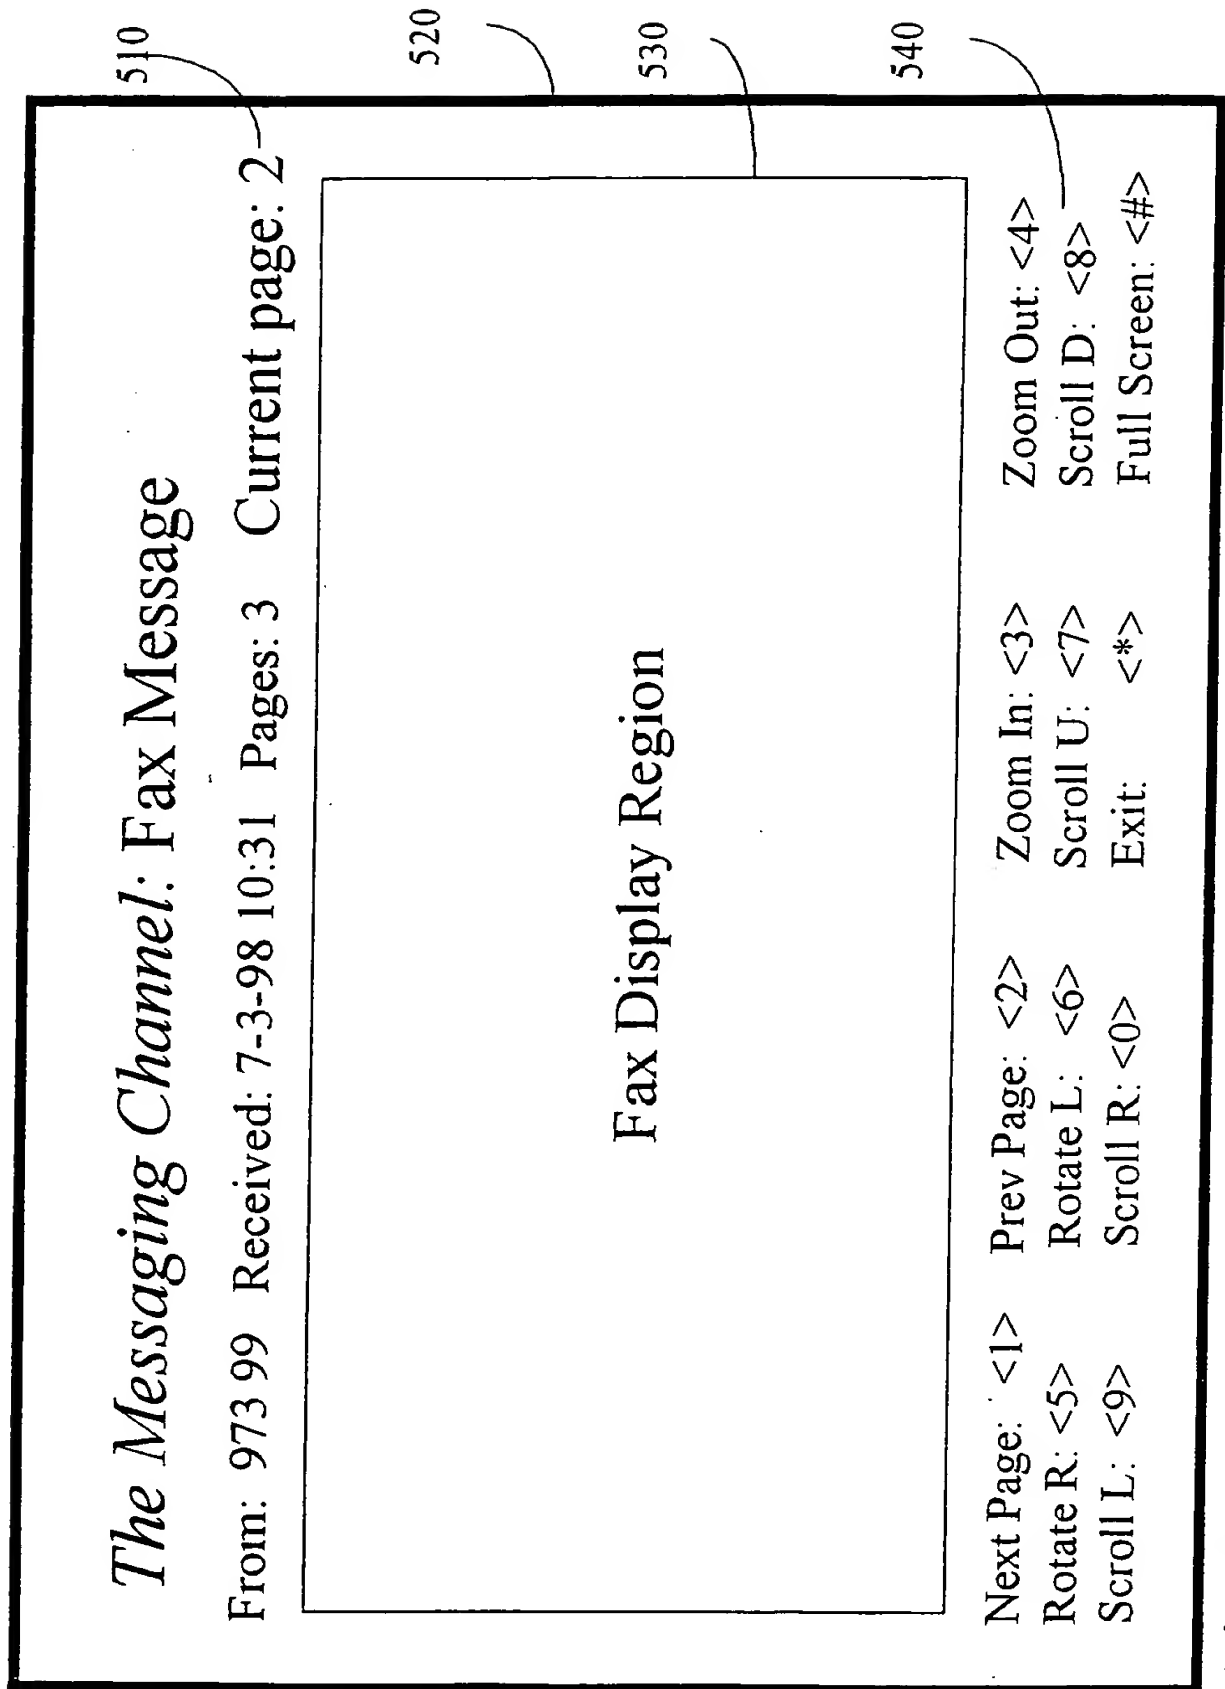 The Messaging Channel: Fax Message
From: 973 99 Received: 7-3-98 10:31 Pages: 3 Current page: 2
Fax Display Region
Next Page: <1> Prev Page: <2> Zoom In: <3> Zoom Out: <4>
Rotate R: <5> Rotate L: <6> Scroll U: <7> Scroll D: <8>
Scroll L: <9> Scroll R: <0> Exit: <*> Full Screen: <#>
510
520
530
540